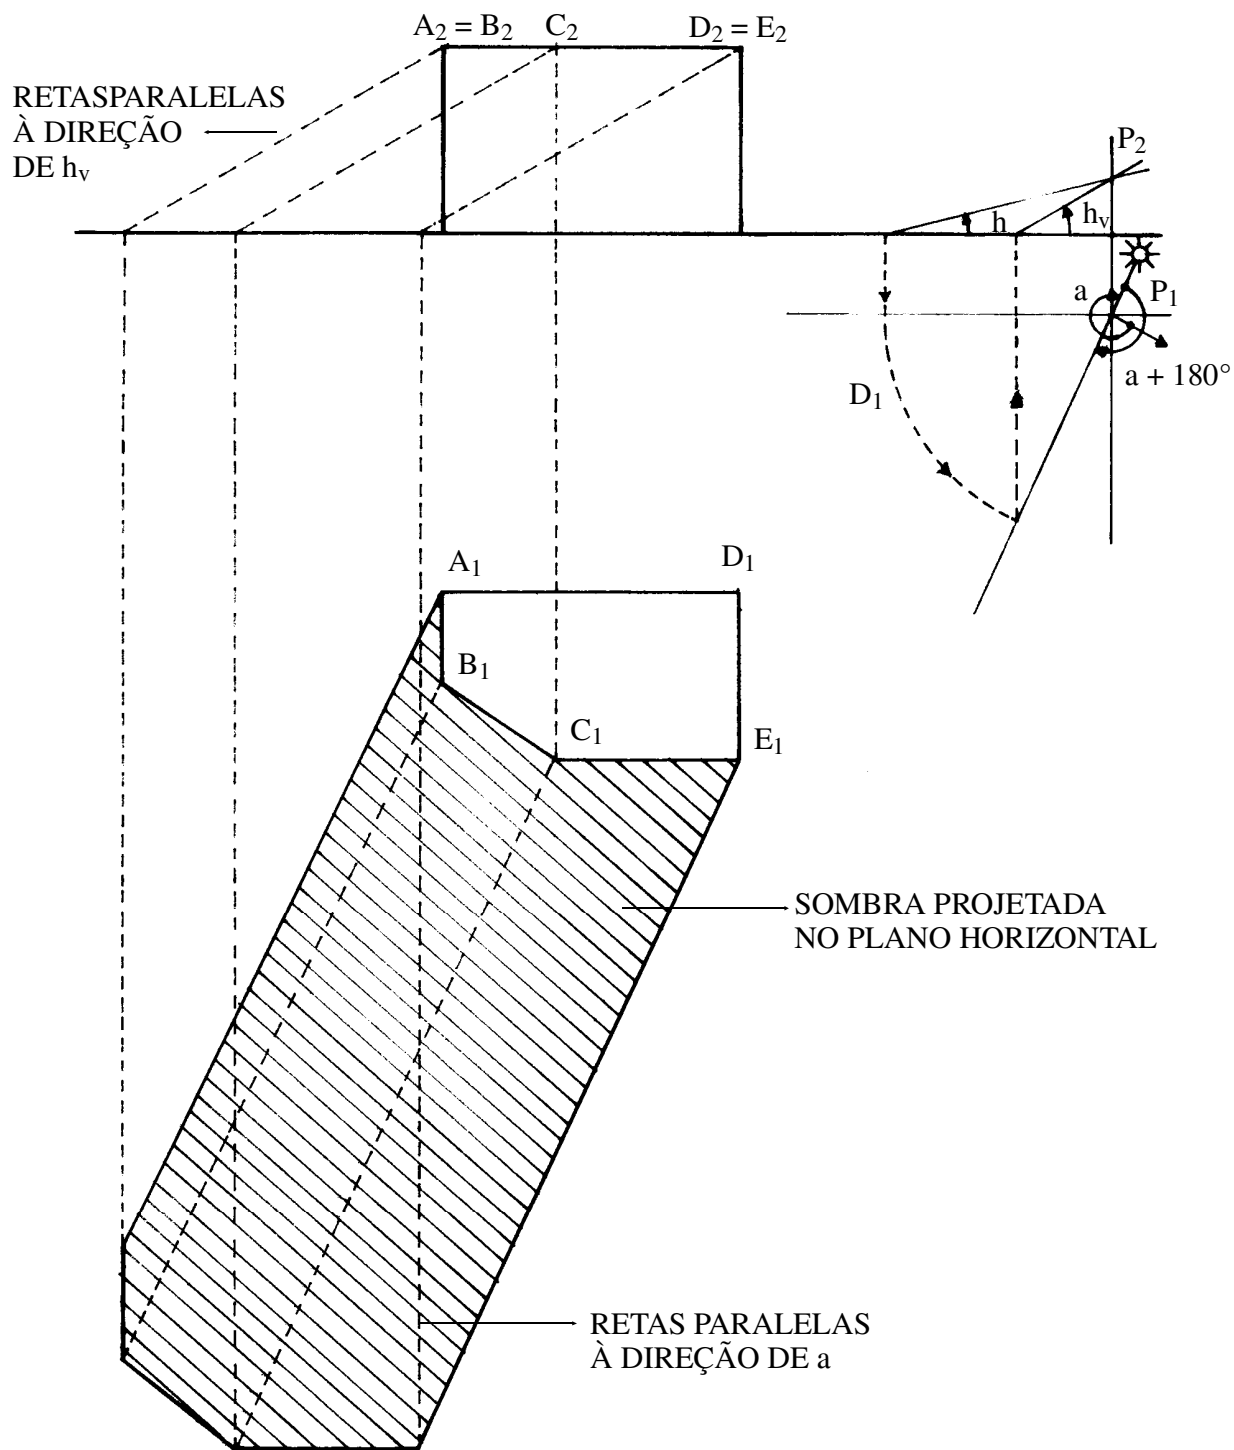 A2 = B2
C2
D2 = E2
RETASPARALELAS
À DIREÇÃO
DE hv
P2
h
hv
a
P1
a + 180°
D1
A1
D1
B1
C1
E1
SOMBRA PROJETADA
NO PLANO HORIZONTAL
RETAS PARALELAS
À DIREÇÃO DE a